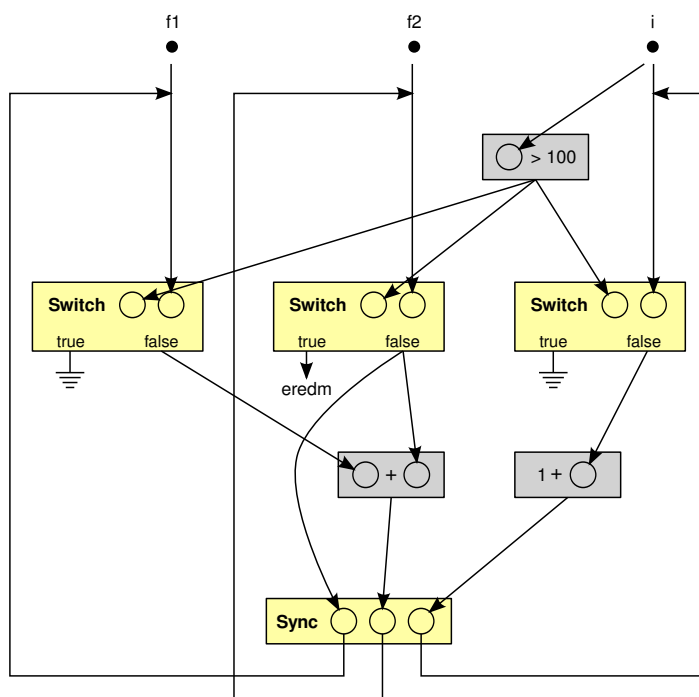 f1 f2 i
> 100
Switch Switch Switch
true false true false true false
eredm
+ 1 +
Sync